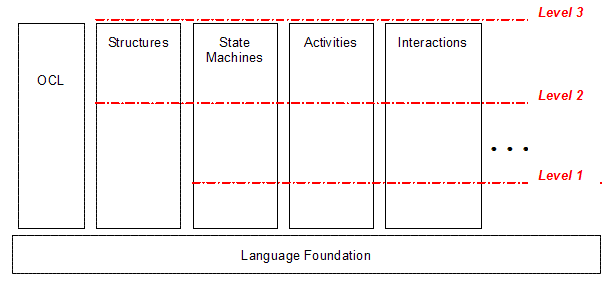 Level 3
Structures
State
Machines
Activities
Interactions
OCL
Level 2
...
Level 1
Language Foundation